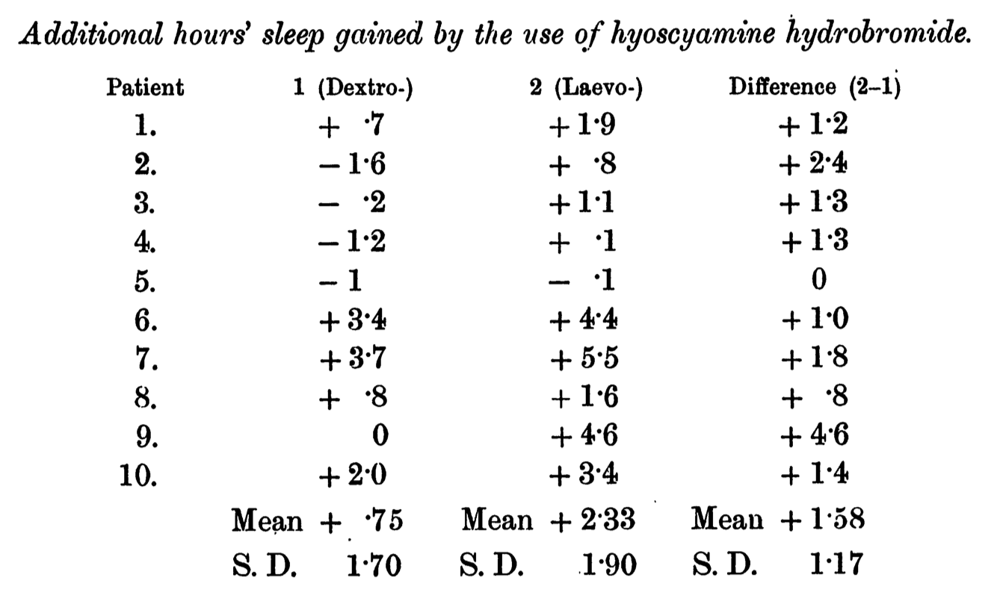 Additional hours' sleep gained by the use of hyoscyamine hydrobromide.
Patient 1 (Dextro-) 2 (Laevo-) Difference (2–1)
1. + ·7 +1·9 +1·2
2. −1·6 + ·8 +2·4
3. − ·2 +1·1 +1·3
4. −1·2 + ·1 +1·3
5. −1 − ·1 0
6. +3·4 +4·4 +1·0
7. +3·7 +5·5 +1·8
8. + ·8 +1·6 + ·8
9. 0 +4·6 +4·6
10. +2·0 +3·4 +1·4
Mean + ·75 Mean +2·33 Mean +1·58
S. D. 1·70 S. D. 1·90 S. D. 1·17